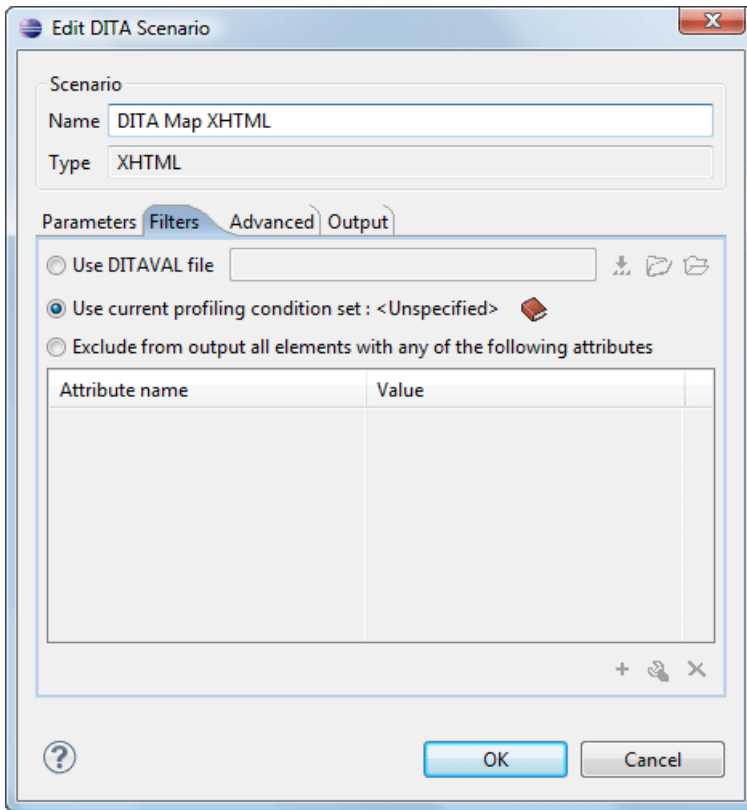 Edit DITA Scenario
Scenario
Name DITA Map XHTML
Type XHTML
Parameters Filters Advanced Output
Use DITAVAL file
Use current profiling condition set : <Unspecified>
Exclude from output all elements with any of the following attributes
Attribute name Value
OK Cancel